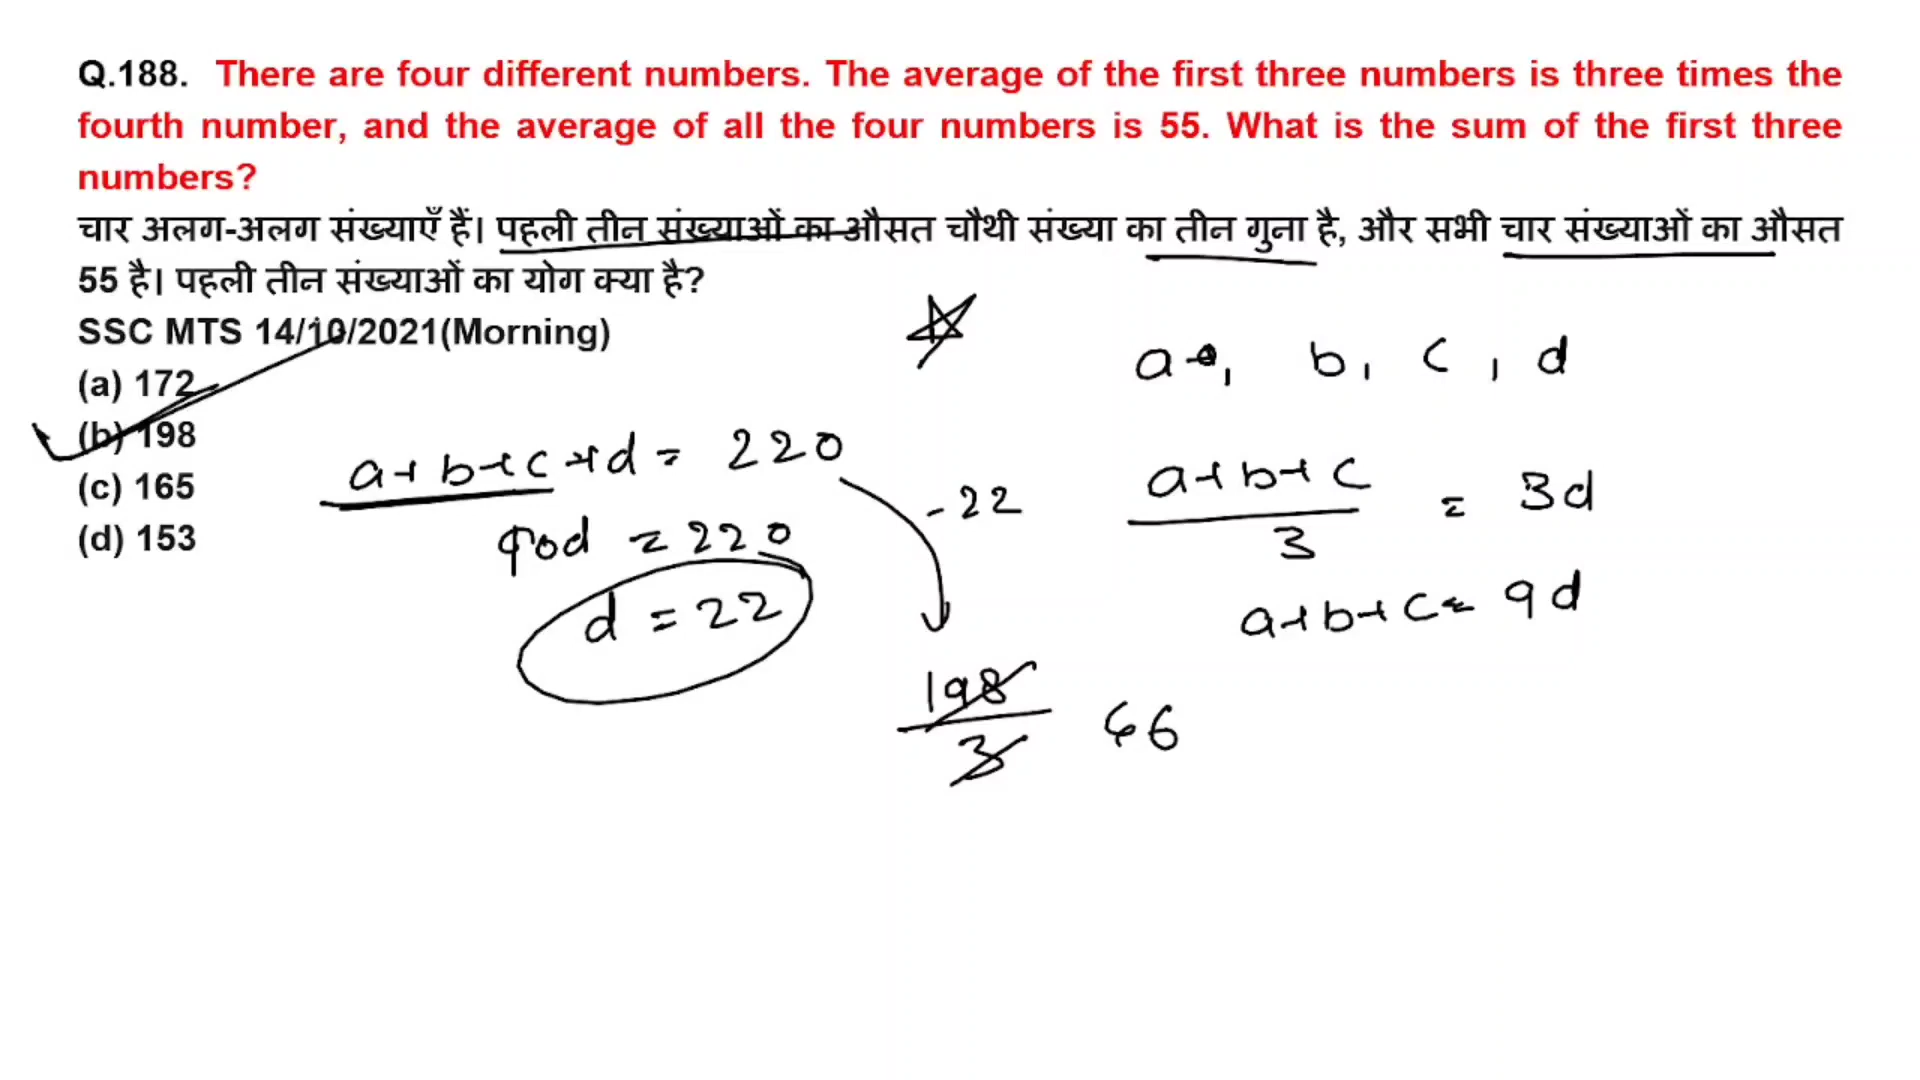 Q.188. There are four different numbers. The average of the first three numbers is three times the
fourth number, and the average of all the four numbers is 55. What is the sum of the first three
numbers?
चार अलग-अलग संख्याएँ हैं। पहली तीन संख्याओं का औसत चौथी संख्या का तीन गुना है, और सभी चार संख्याओं का औसत
55 है। पहली तीन संख्याओं का योग क्या है?
SSC MTS 14/10/2021(Morning)
(a) 172
(b) 198
(c) 165
(d) 153
a, b, c, d
a+b+c+d = 220
-22
10d = 220
d = 22
a+b+c
3
= 3d
a+b+c = 9d
198
3
66